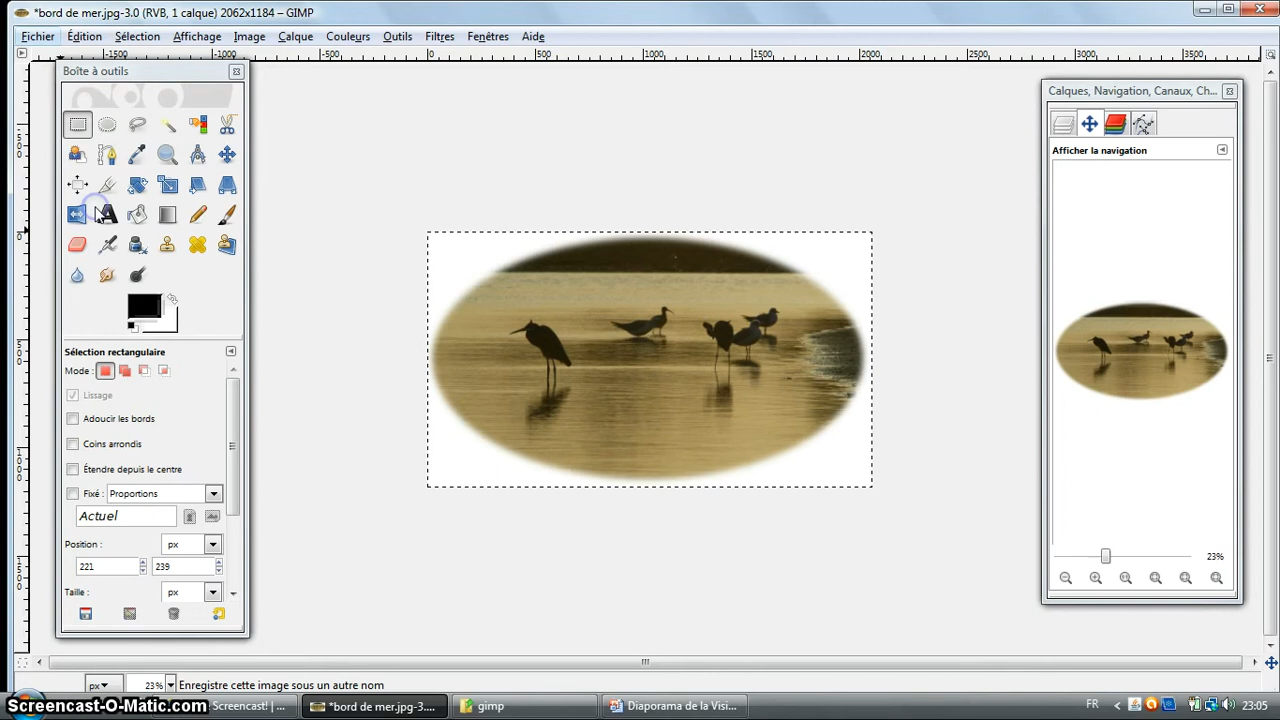 *bord de mer.jpg-3.0 (RVB, 1 calque) 2062x1184 – GIMP
Fichier Édition Sélection Affichage Image Calque Couleurs Outils Filtres Fenêtres Aide
-1500 -1000 -500 0 500 1000 1500 2000 2500 3000 3500
Boîte à outils
Calques, Navigation, Canaux, Ch...
Afficher la navigation
Sélection rectangulaire
Mode :
Lissage
Adoucir les bords
Coins arrondis
Étendre depuis le centre
Fixé : Proportions
Actuel
Position : px
221 239
Taille : px
23%
px 23% Enregistre cette image sous un autre nom
Screencast-O-Matic.com
Screencast! | ...
*bord de mer.jpg-3....
gimp
Diaporama de la Visi...
FR
23:05